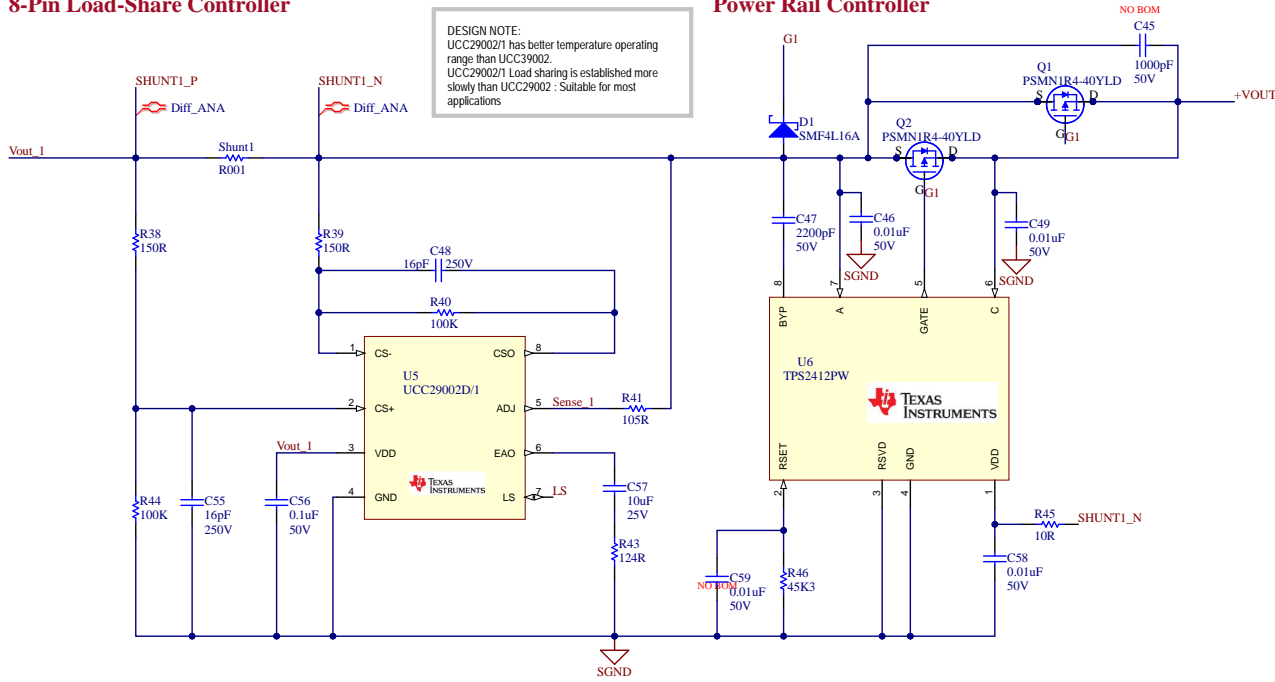 8-Pin Load-Share Controller
Power Rail Controller
DESIGN NOTE:
UCC29002/1 has better temperature operating
range than UCC39002.
UCC29002/1 Load sharing is established more
slowly than UCC29002 : Suitable for most
applications
NO BOM
C45
1000pF
50V
G1
Q1
PSMN1R4-40YLD
S
D
G
G1
+VOUT
SHUNT1_P
Diff_ANA
SHUNT1_N
Diff_ANA
D1
SMF4L16A
Q2
PSMN1R4-40YLD
S
D
G
G1
Vout_1
Shunt1
R001
R38
150R
R39
150R
C48
16pF
250V
R40
100K
C47
2200pF
50V
C46
0.01uF
50V
SGND
C49
0.01uF
50V
SGND
8
7
5
6
BYP
A
GATE
C
U6
TPS2412PW
TEXAS
INSTRUMENTS
RSET
RSVD
GND
VDD
2
3
4
1
1
CS-
CSO
8
U5
UCC29002D/1
2
CS+
ADJ
5
Sense_1
R41
105R
Vout_1
3
VDD
EAO
6
4
GND
TEXAS
INSTRUMENTS
LS
7
LS
R44
100K
C55
16pF
250V
C56
0.1uF
50V
C57
10uF
25V
R43
124R
R45
10R
SHUNT1_N
C58
0.01uF
50V
C59
NO BOM
0.01uF
50V
R46
45K3
SGND